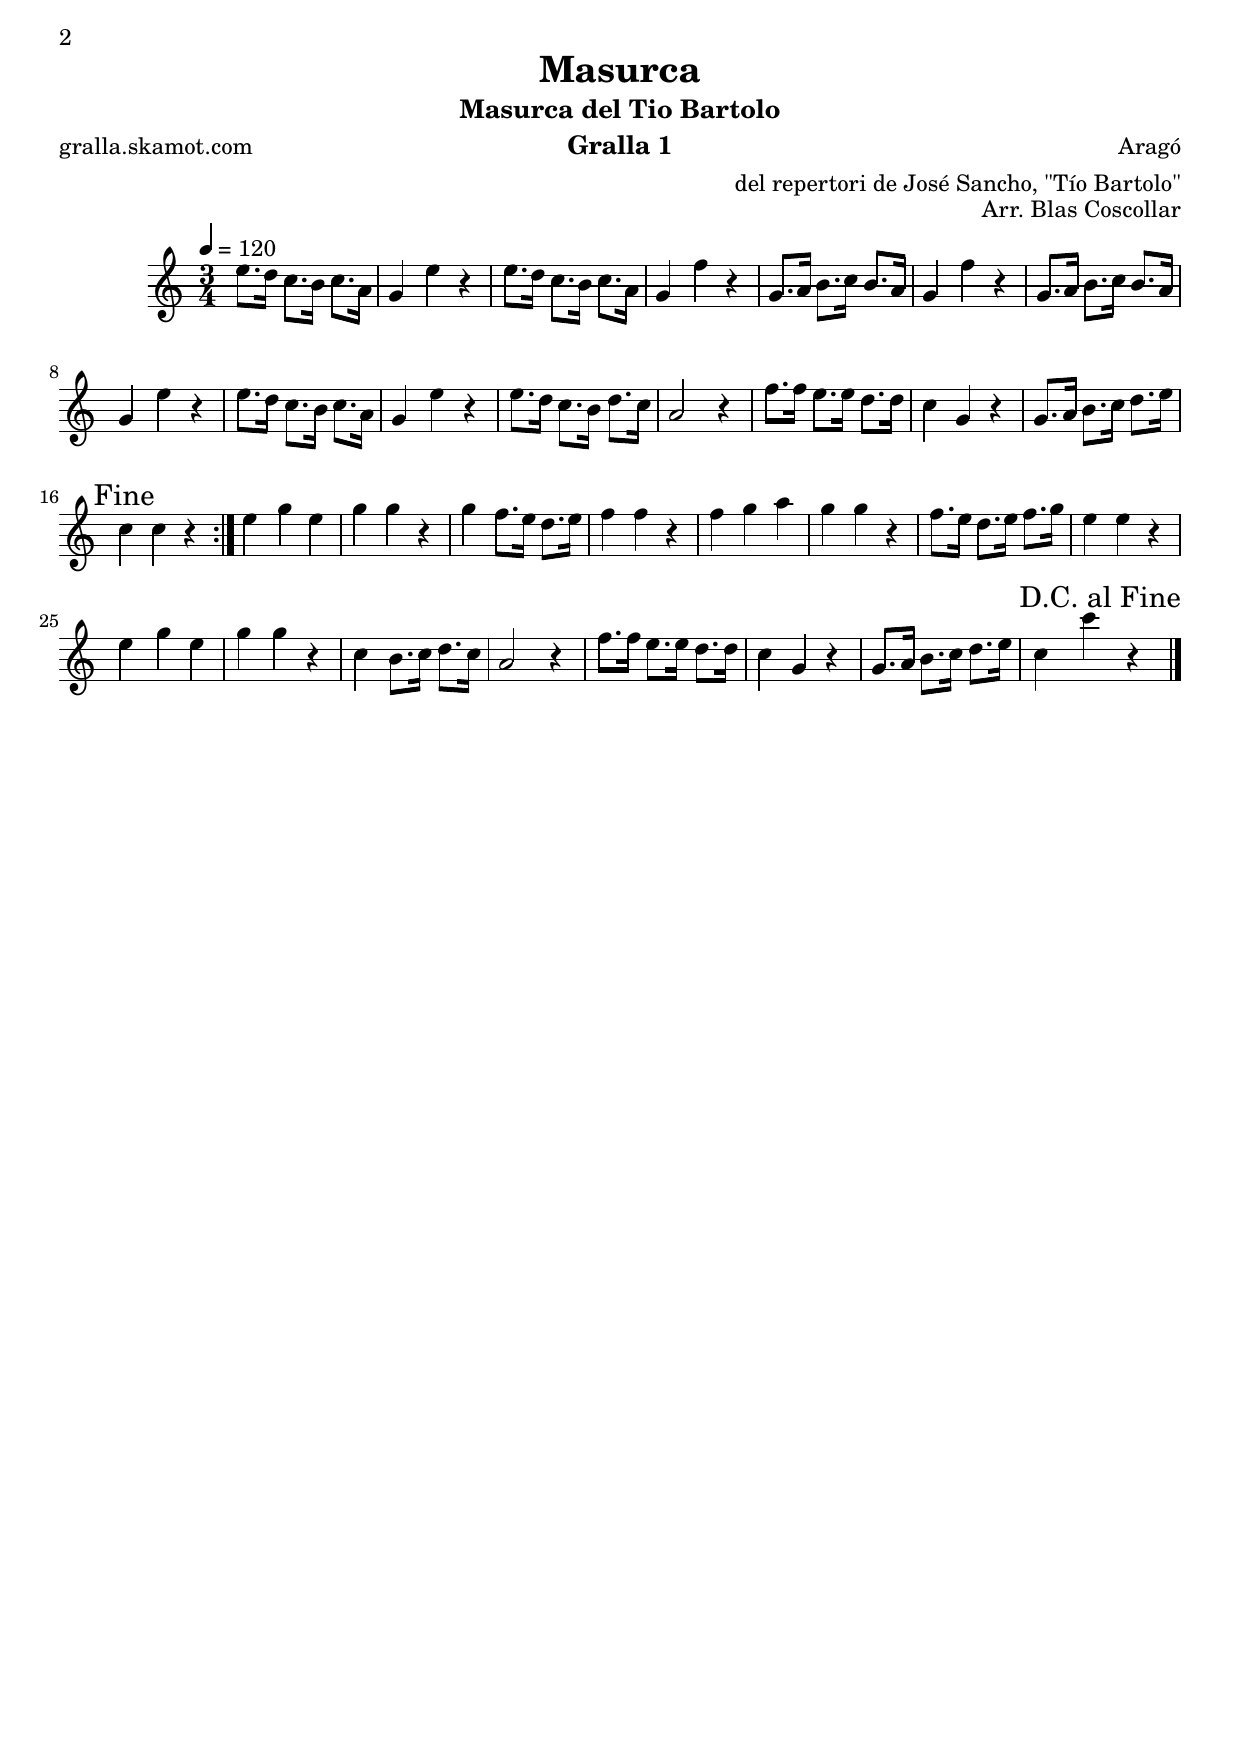 2
Masurca
Masurca del Tio Bartolo
gralla.skamot.com Gralla 1 Aragó
del repertori de José Sancho, "Tío Bartolo"
Arr. Blas Coscollar
= 120
3
4
8
16 Fine
25 D.C. al Fine